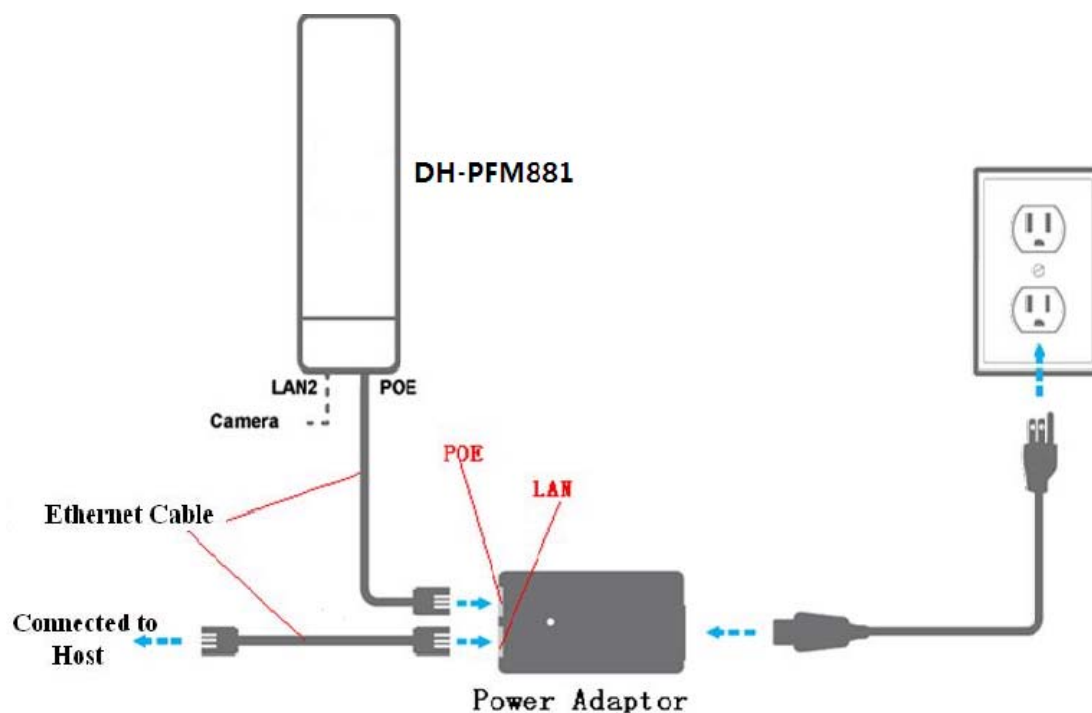 DH-PFM881
LAN2
POE
Camera
POE
LAN
Ethernet Cable
Connected to
Host
Power Adaptor